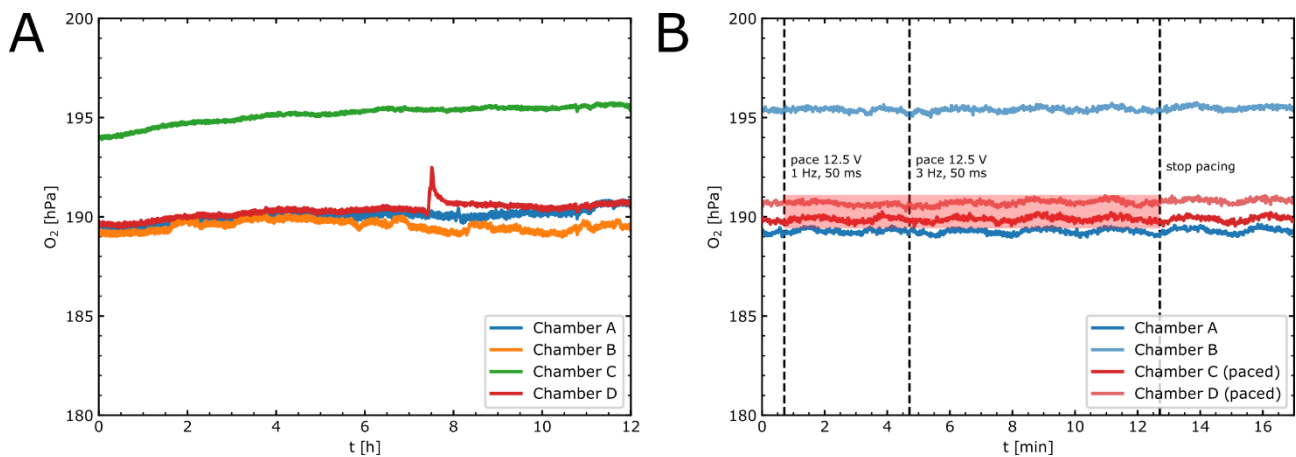 A
200
195
190
185
180
O₂ [hPa]
0
2
4
6
8
10
12
t [h]
Chamber A
Chamber B
Chamber C
Chamber D
B
200
195
190
185
180
O₂ [hPa]
pace 12.5 V
1 Hz, 50 ms
pace 12.5 V
3 Hz, 50 ms
stop pacing
0
2
4
6
8
10
12
14
16
t [min]
Chamber A
Chamber B
Chamber C (paced)
Chamber D (paced)